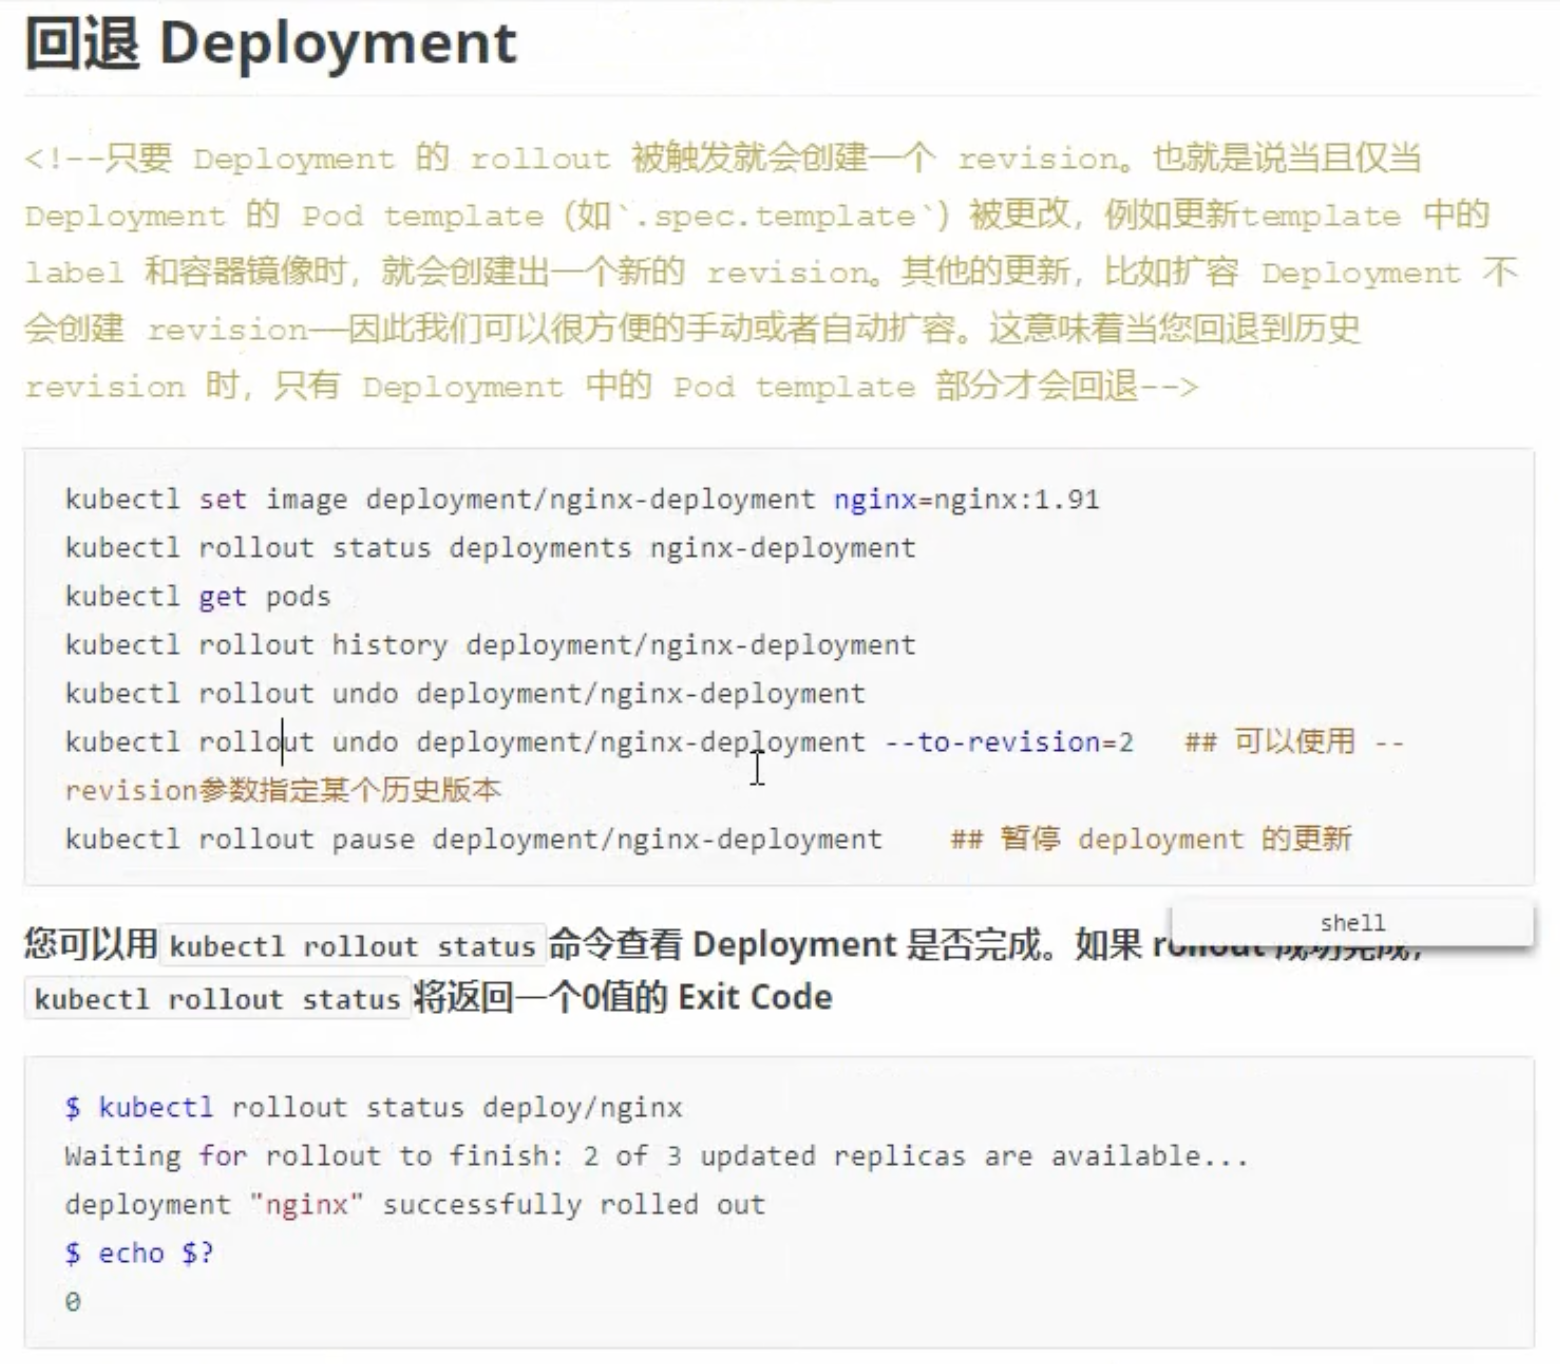 回退 Deployment
<!--只要 Deployment 的 rollout 被触发就会创建一个 revision。也就是说当且仅当
Deployment 的 Pod template（如`.spec.template`）被更改，例如更新template 中的
label 和容器镜像时，就会创建出一个新的 revision。其他的更新，比如扩容 Deployment 不
会创建 revision——因此我们可以很方便的手动或者自动扩容。这意味着当您回退到历史
revision 时，只有 Deployment 中的 Pod template 部分才会回退-->
kubectl set image deployment/nginx-deployment nginx=nginx:1.91
kubectl rollout status deployments nginx-deployment
kubectl get pods
kubectl rollout history deployment/nginx-deployment
kubectl rollout undo deployment/nginx-deployment
kubectl rollout undo deployment/nginx-deployment --to-revision=2   ## 可以使用 --
revision参数指定某个历史版本
kubectl rollout pause deployment/nginx-deployment    ## 暂停 deployment 的更新
shell
您可以用 kubectl rollout status 命令查看 Deployment 是否完成。如果 rollout 成功完成，
kubectl rollout status 将返回一个0值的 Exit Code
$ kubectl rollout status deploy/nginx
Waiting for rollout to finish: 2 of 3 updated replicas are available...
deployment "nginx" successfully rolled out
$ echo $?
0